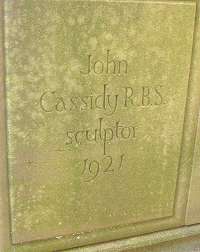 John
Cassidy R.B.S.
sculptor
1921